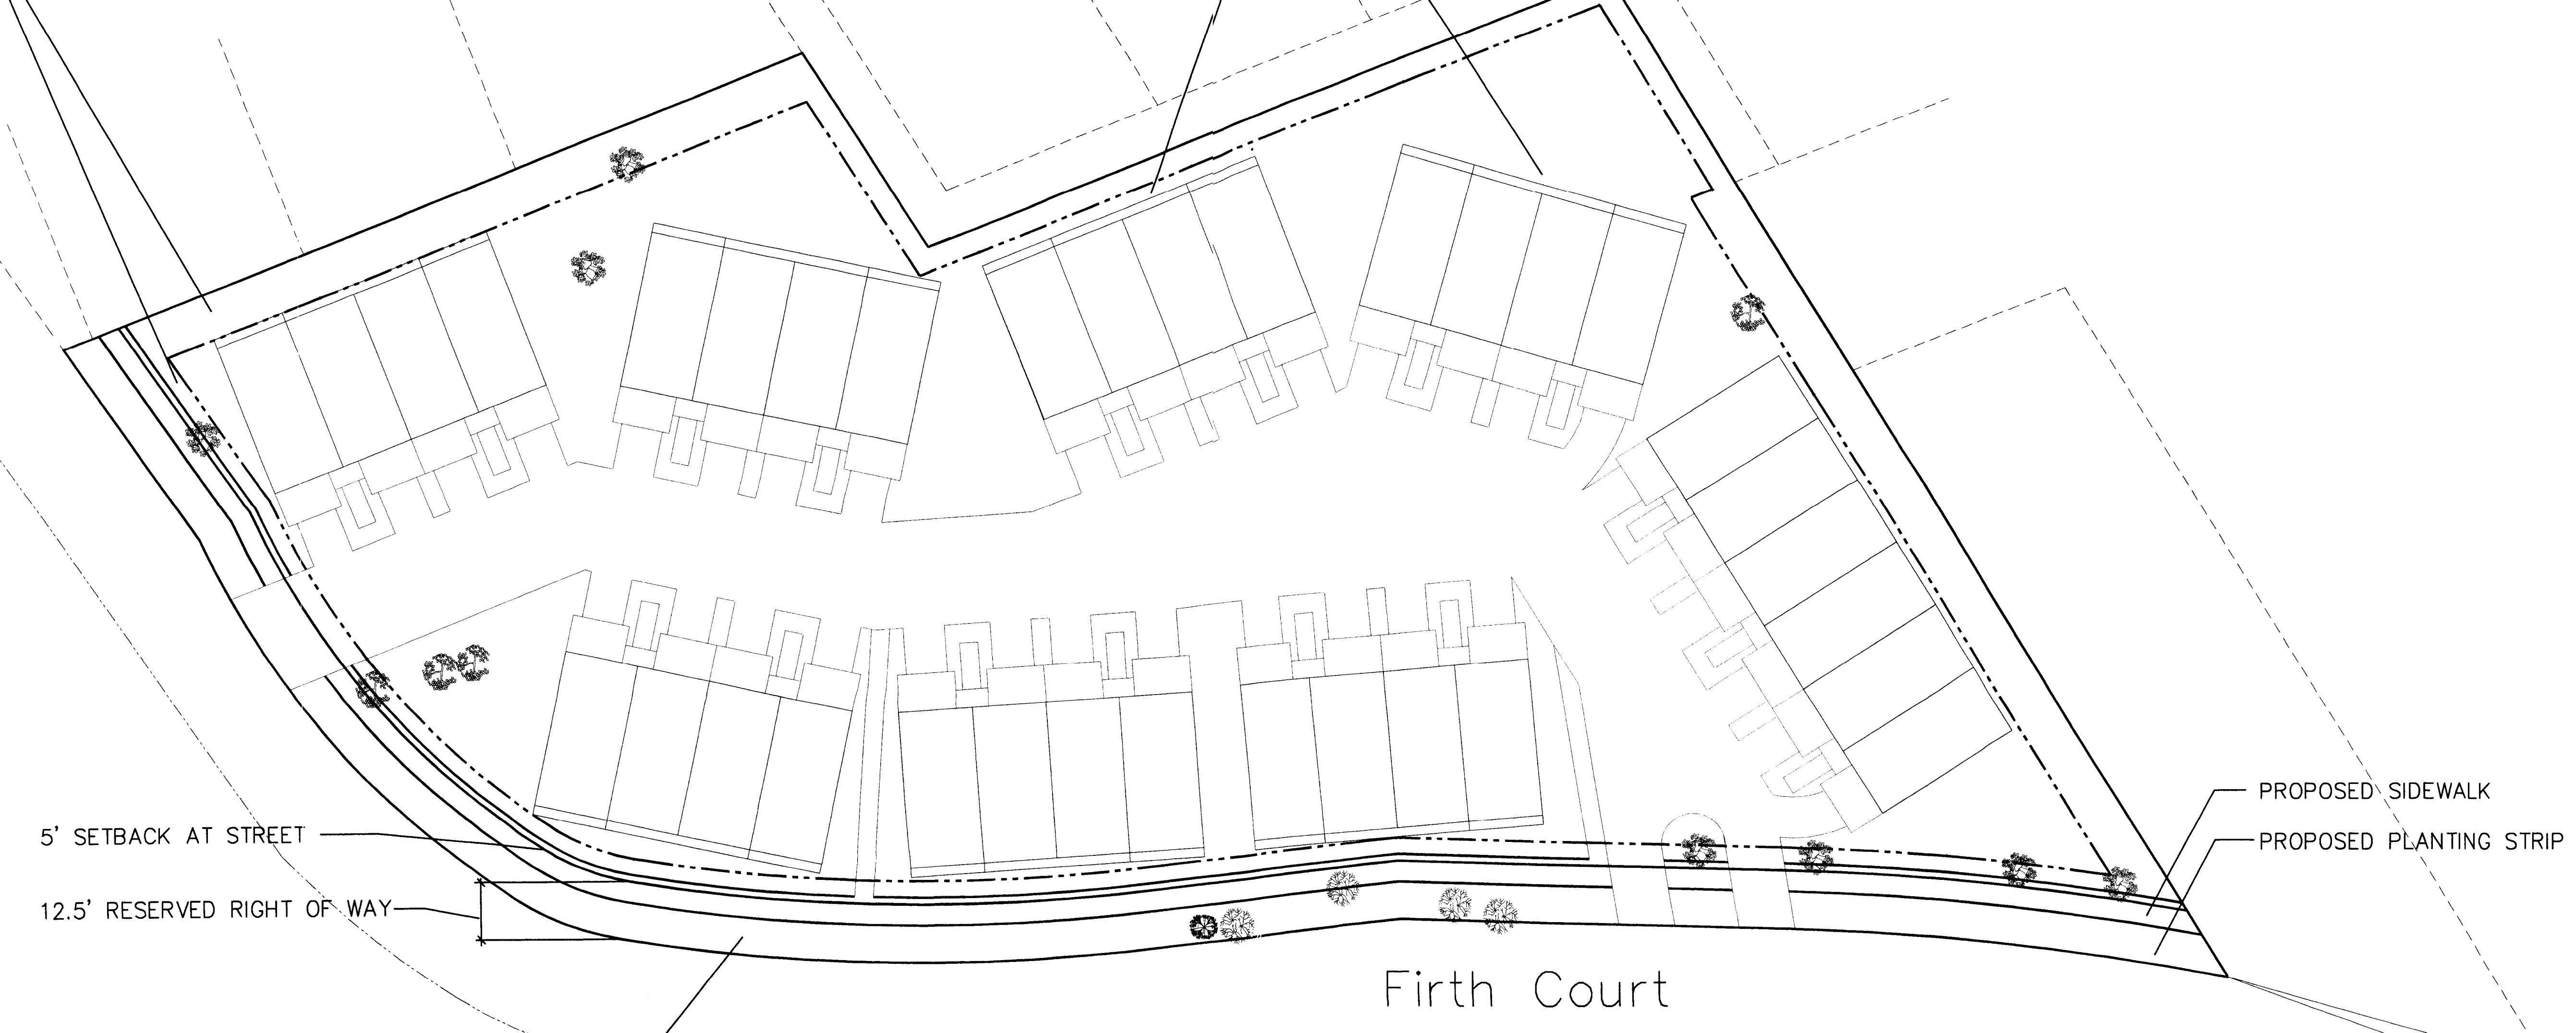 PROPOSED SIDEWALK
5' SETBACK AT STREET
PROPOSED PLANTING STRIP
12.5' RESERVED RIGHT OF WAY
Firth Court